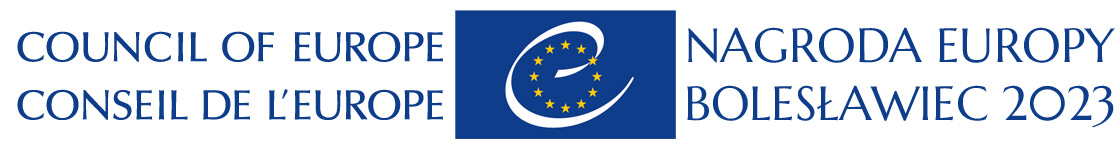 COUNCIL OF EUROPE
CONSEIL DE L'EUROPE
NAGRODA EUROPY
BOLESŁAWIEC 2023